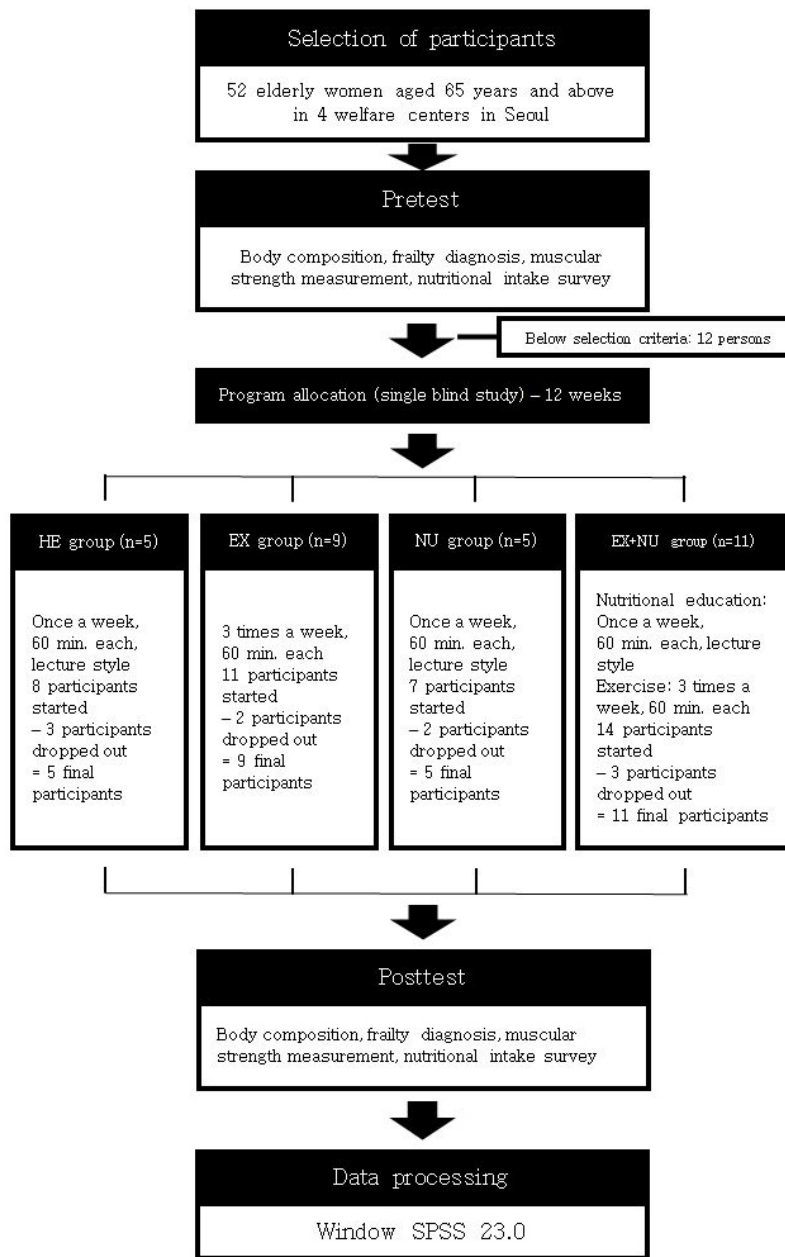 Selection of participants
52 elderly women aged 65 years and above
in 4 welfare centers in Seoul
Pretest
Body composition, frailty diagnosis, muscular
strength measurement, nutritional intake survey
Below selection criteria: 12 persons
Program allocation (single blind study) – 12 weeks
HE group (n=5)
Once a week,
60 min. each,
lecture style
8 participants
started
– 3 participants
dropped out
= 5 final
participants
EX group (n=9)
3 times a week,
60 min. each
11 participants
started
– 2 participants
dropped out
= 9 final
participants
NU group (n=5)
Once a week,
60 min. each,
lecture style
7 participants
started
– 2 participants
dropped out
= 5 final
participants
EX+NU group (n=11)
Nutritional education:
Once a week,
60 min. each, lecture
style
Exercise: 3 times a
week, 60 min. each
14 participants
started
– 3 participants
dropped out
= 11 final participants
Posttest
Body composition, frailty diagnosis, muscular
strength measurement, nutritional intake survey
Data processing
Window SPSS 23.0